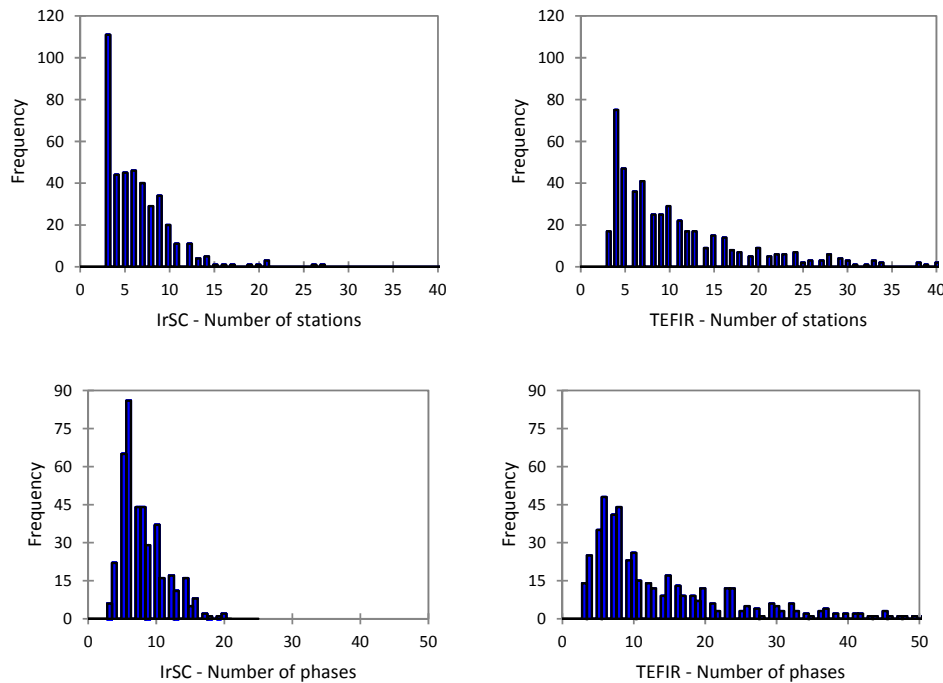 120
100
80
60
40
20
0
Frequency
0 5 10 15 20 25 30 35 40
IrSC - Number of stations
120
100
80
60
40
20
0
Frequency
0 5 10 15 20 25 30 35 40
TEFIR - Number of stations
90
75
60
45
30
15
0
Frequency
0 10 20 30 40 50
IrSC - Number of phases
90
75
60
45
30
15
0
Frequency
0 10 20 30 40 50
TEFIR - Number of phases